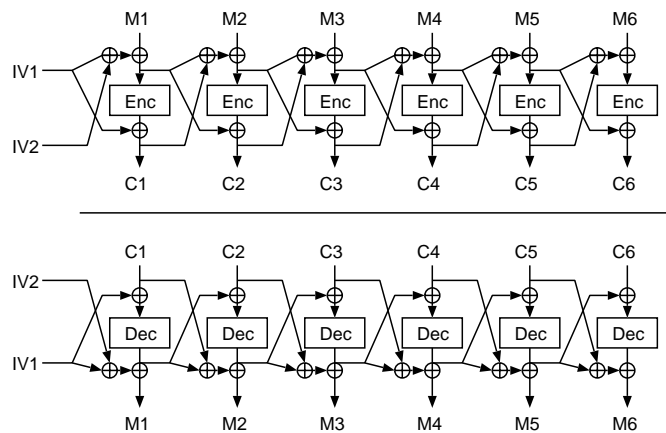 M1 M2 M3 M4 M5 M6
IV1
Enc Enc Enc Enc Enc Enc
IV2
C1 C2 C3 C4 C5 C6
C1 C2 C3 C4 C5 C6
IV2
Dec Dec Dec Dec Dec Dec
IV1
M1 M2 M3 M4 M5 M6